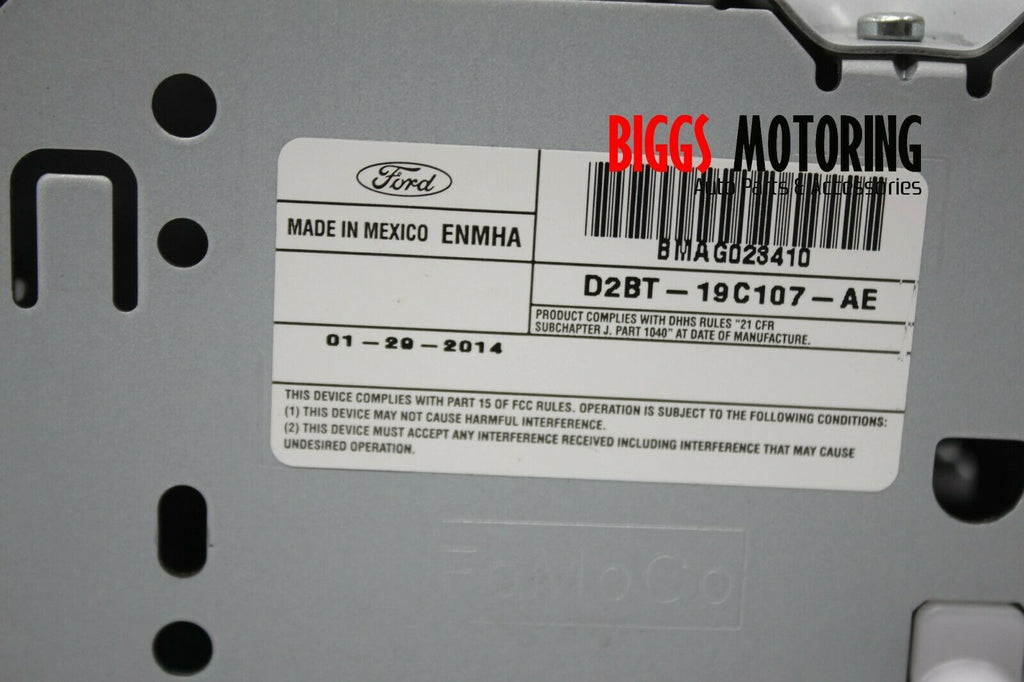 BIGGS MOTORING
Auto Parts & Accessories
Ford
MADE IN MEXICO ENMHA
BMAG023410
D2BT-19C107-AE
PRODUCT COMPLIES WITH DHHS RULES "21 CFR
SUBCHAPTER J. PART 1040" AT DATE OF MANUFACTURE.
01-29-2014
THIS DEVICE COMPLIES WITH PART 15 OF FCC RULES. OPERATION IS SUBJECT TO THE FOLLOWING CONDITIONS:
(1) THIS DEVICE MAY NOT CAUSE HARMFUL INTERFERENCE.
(2) THIS DEVICE MUST ACCEPT ANY INTERFERENCE RECEIVED INCLUDING INTERFERENCE THAT MAY CAUSE
UNDESIRED OPERATION.
FoMoCo